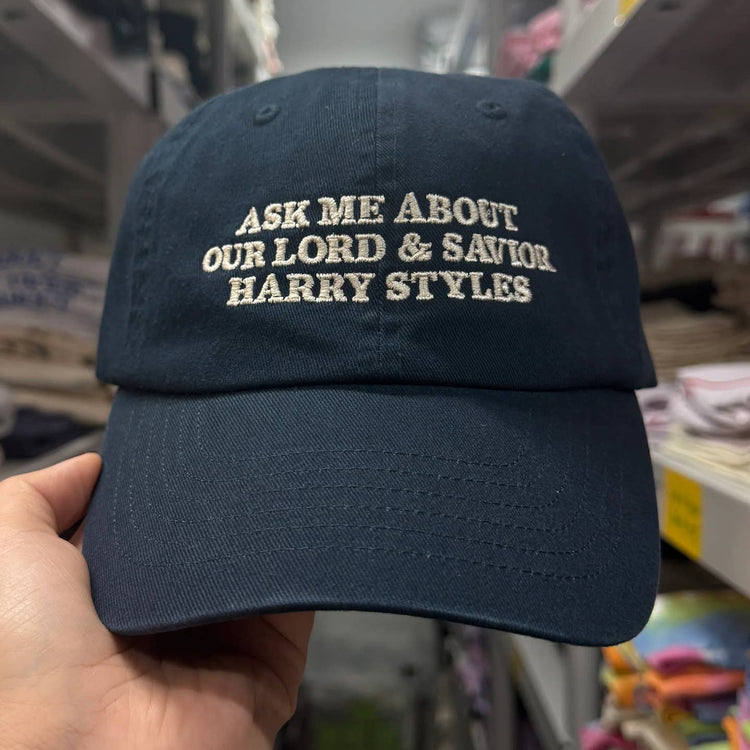 ASK ME ABOUT
OUR LORD & SAVIOR
HARRY STYLES